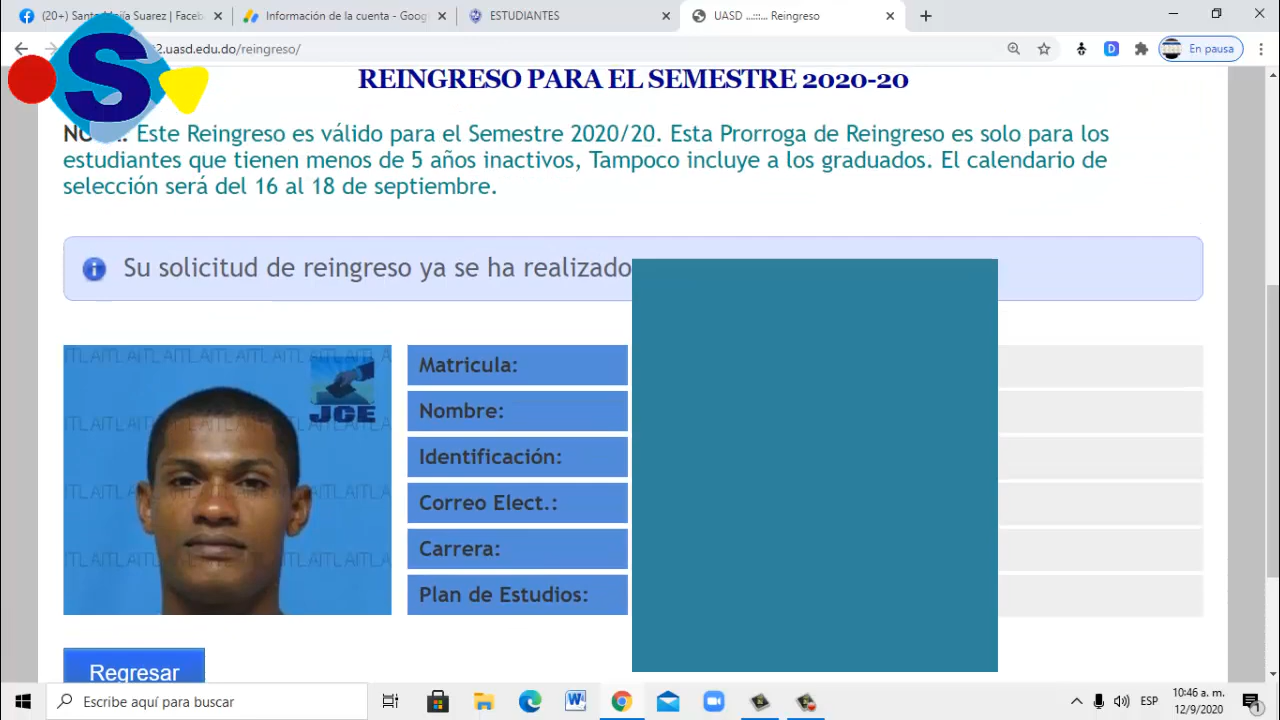 (20+) Santo Mejía Suarez | Faceb
Información de la cuenta - Goog
ESTUDIANTES
UASD ..::::.. Reingreso
2.uasd.edu.do/reingreso/
En pausa
S
REINGRESO PARA EL SEMESTRE 2020-20
Este Reingreso es válido para el Semestre 2020/20. Esta Prorroga de Reingreso es solo para los
estudiantes que tienen menos de 5 años inactivos, Tampoco incluye a los graduados. El calendario de
selección será del 16 al 18 de septiembre.
Su solicitud de reingreso ya se ha realizado
JCE
Matricula:
Nombre:
Identificación:
Correo Elect.:
Carrera:
Plan de Estudios:
Regresar
Escribe aquí para buscar
ESP
10:46 a. m.
12/9/2020